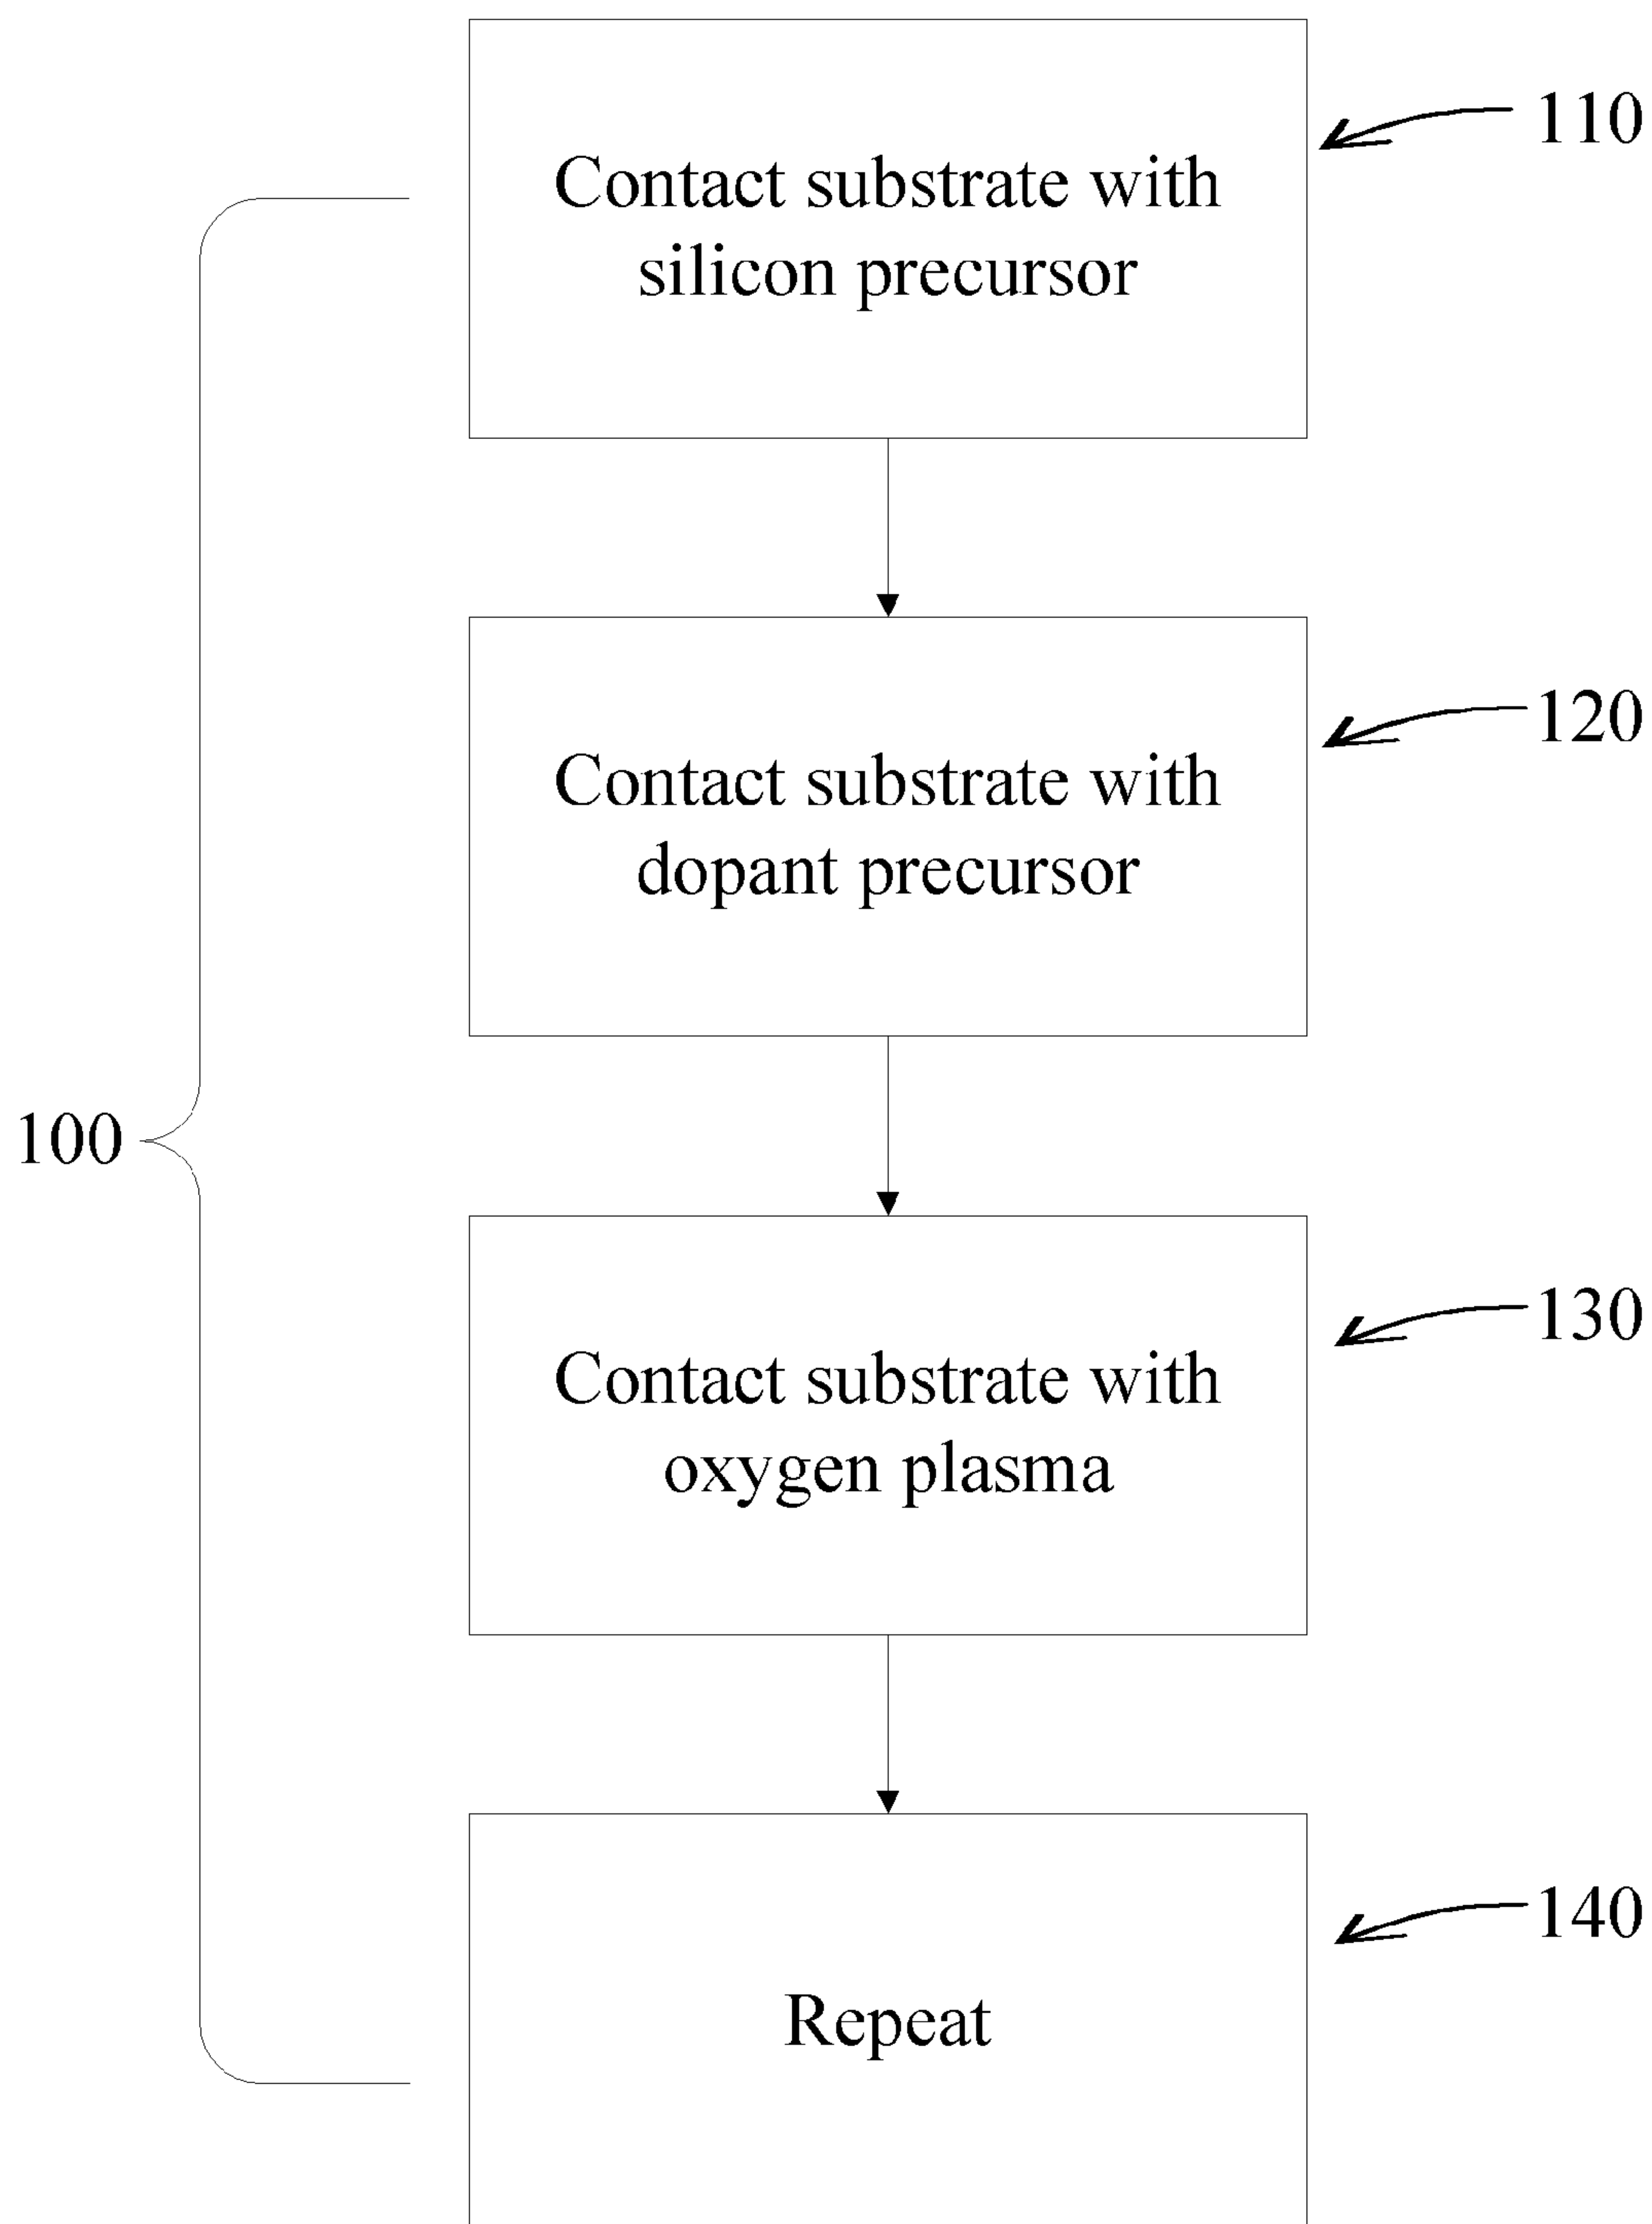 110
Contact substrate with
silicon precursor
120
Contact substrate with
dopant precursor
100
130
Contact substrate with
oxygen plasma
140
Repeat